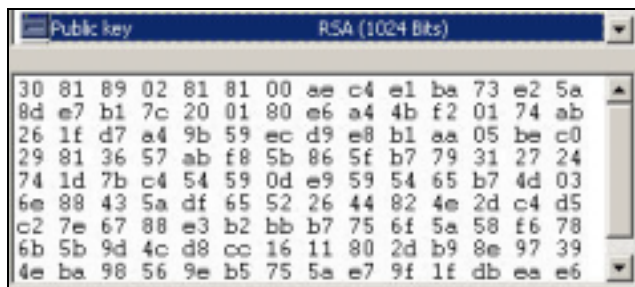 Public key RSA (1024 Bits)
30 81 89 02 81 81 00 ae c4 e1 ba 73 e2 5a
8d e7 b1 7c 20 01 80 e6 a4 4b f2 01 74 ab
26 1f d7 a4 9b 59 ec d9 e8 b1 aa 05 be c0
29 81 36 57 ab f8 5b 86 5f b7 79 31 27 24
74 1d 7b c4 54 59 0d e9 59 54 65 b7 4d 03
6e 88 43 5a df 65 52 26 44 82 4e 2d c4 d5
c2 7e 67 88 e3 b2 bb b7 75 6f 5a 58 f6 78
6b 5b 9d 4c d8 cc 16 11 80 2d b9 8e 97 39
4e ba 98 56 9e b5 75 5a e7 9f 1f db ea e6